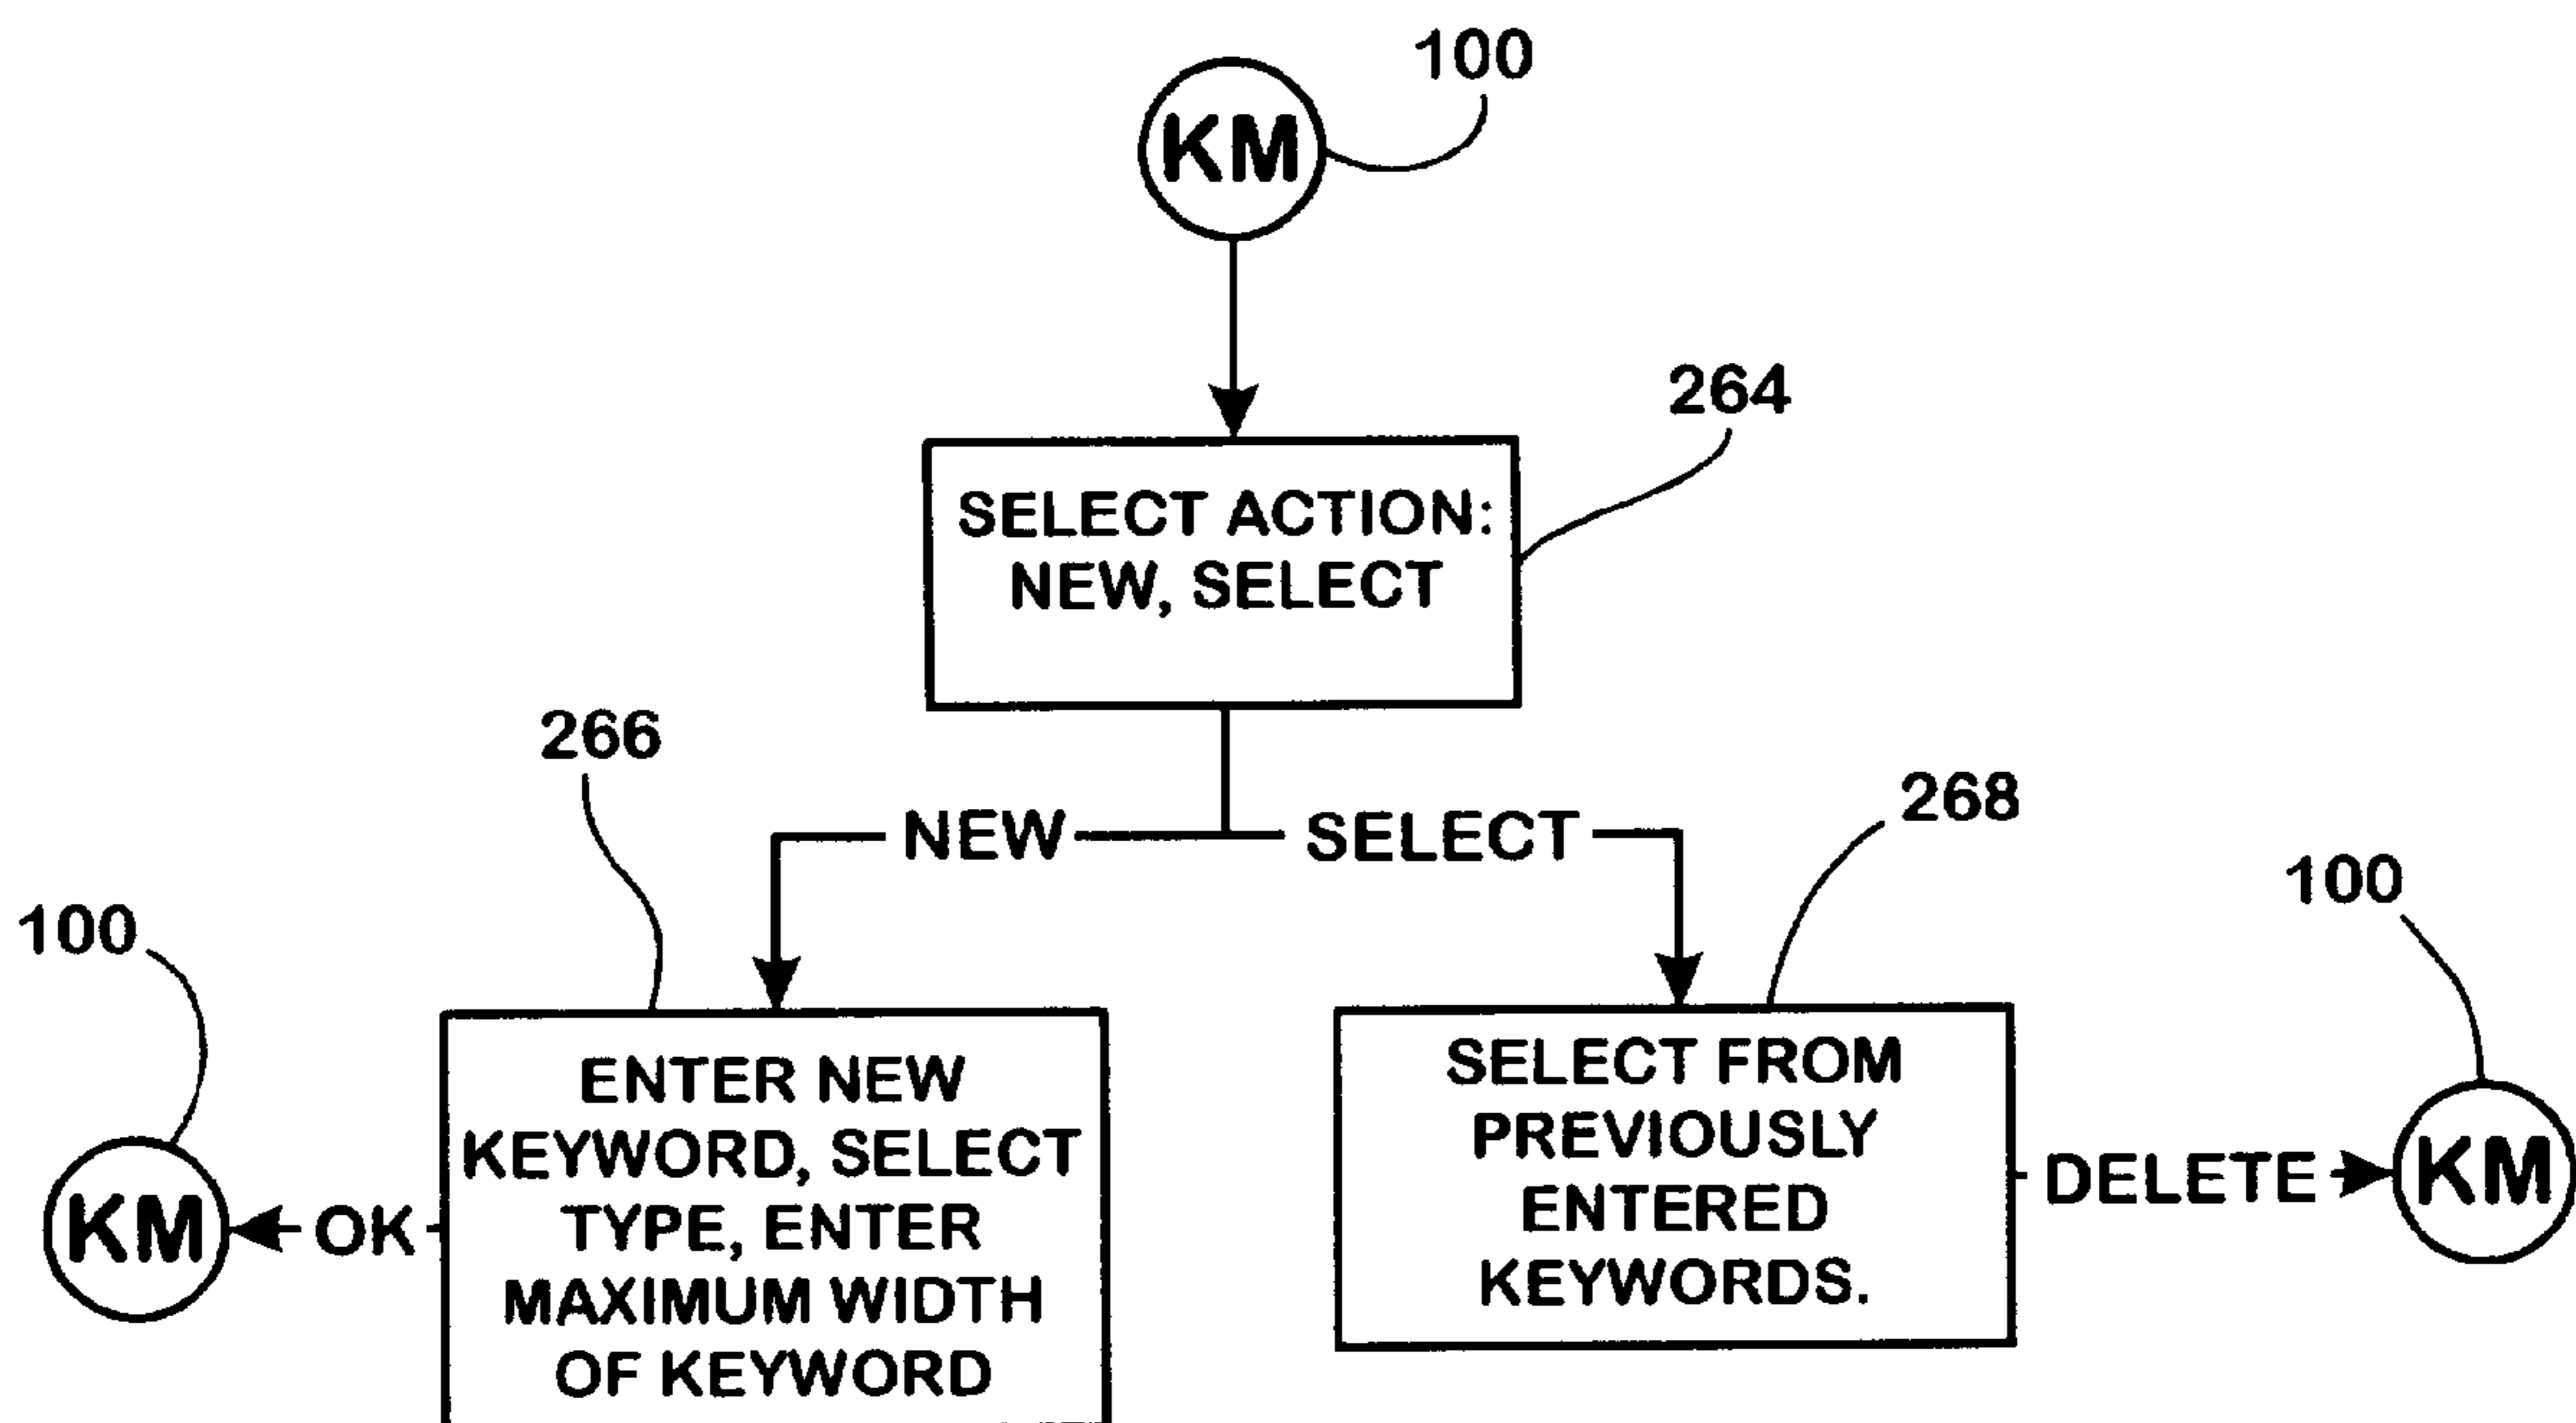 100
KM
264
SELECT ACTION:
NEW, SELECT
266
NEW
SELECT
268
100
100
ENTER NEW
KEYWORD, SELECT
TYPE, ENTER
MAXIMUM WIDTH
OF KEYWORD
SELECT FROM
PREVIOUSLY
ENTERED
KEYWORDS.
KM
OK
DELETE
KM